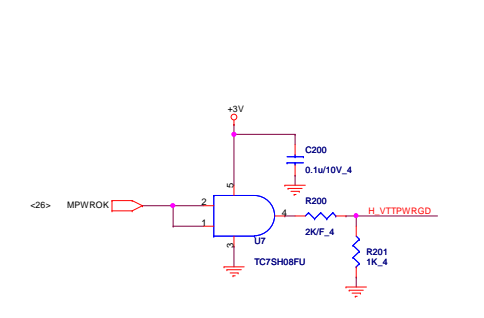 +3V
C200
0.1u/10V_4
5
<26> MPWROK
2
1
4
3
U7
TC7SH08FU
R200
2K/F_4
H_VTTPWRGD
R201
1K_4